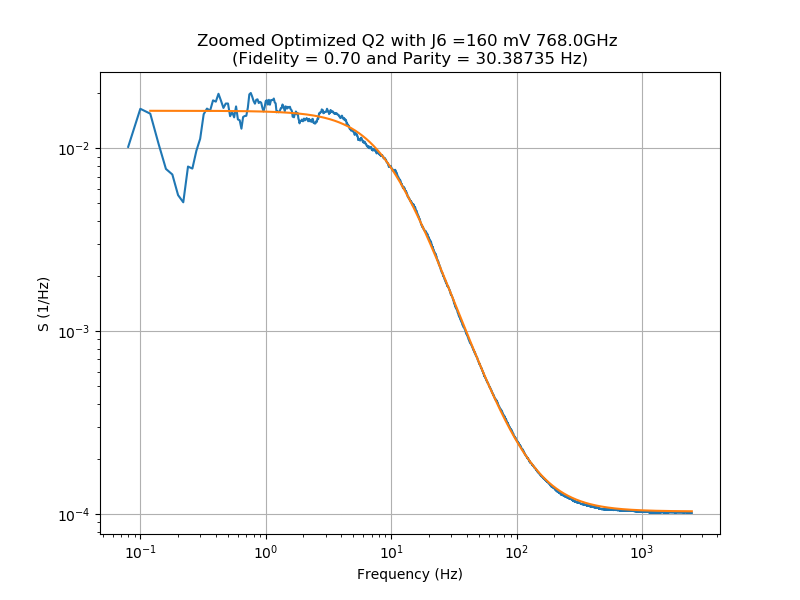 Zoomed Optimized Q2 with J6 =160 mV 768.0GHz
(Fidelity = 0.70 and Parity = 30.38735 Hz)
S (1/Hz)
10⁻²
10⁻³
10⁻⁴
10⁻¹ 10⁰ 10¹ 10² 10³
Frequency (Hz)